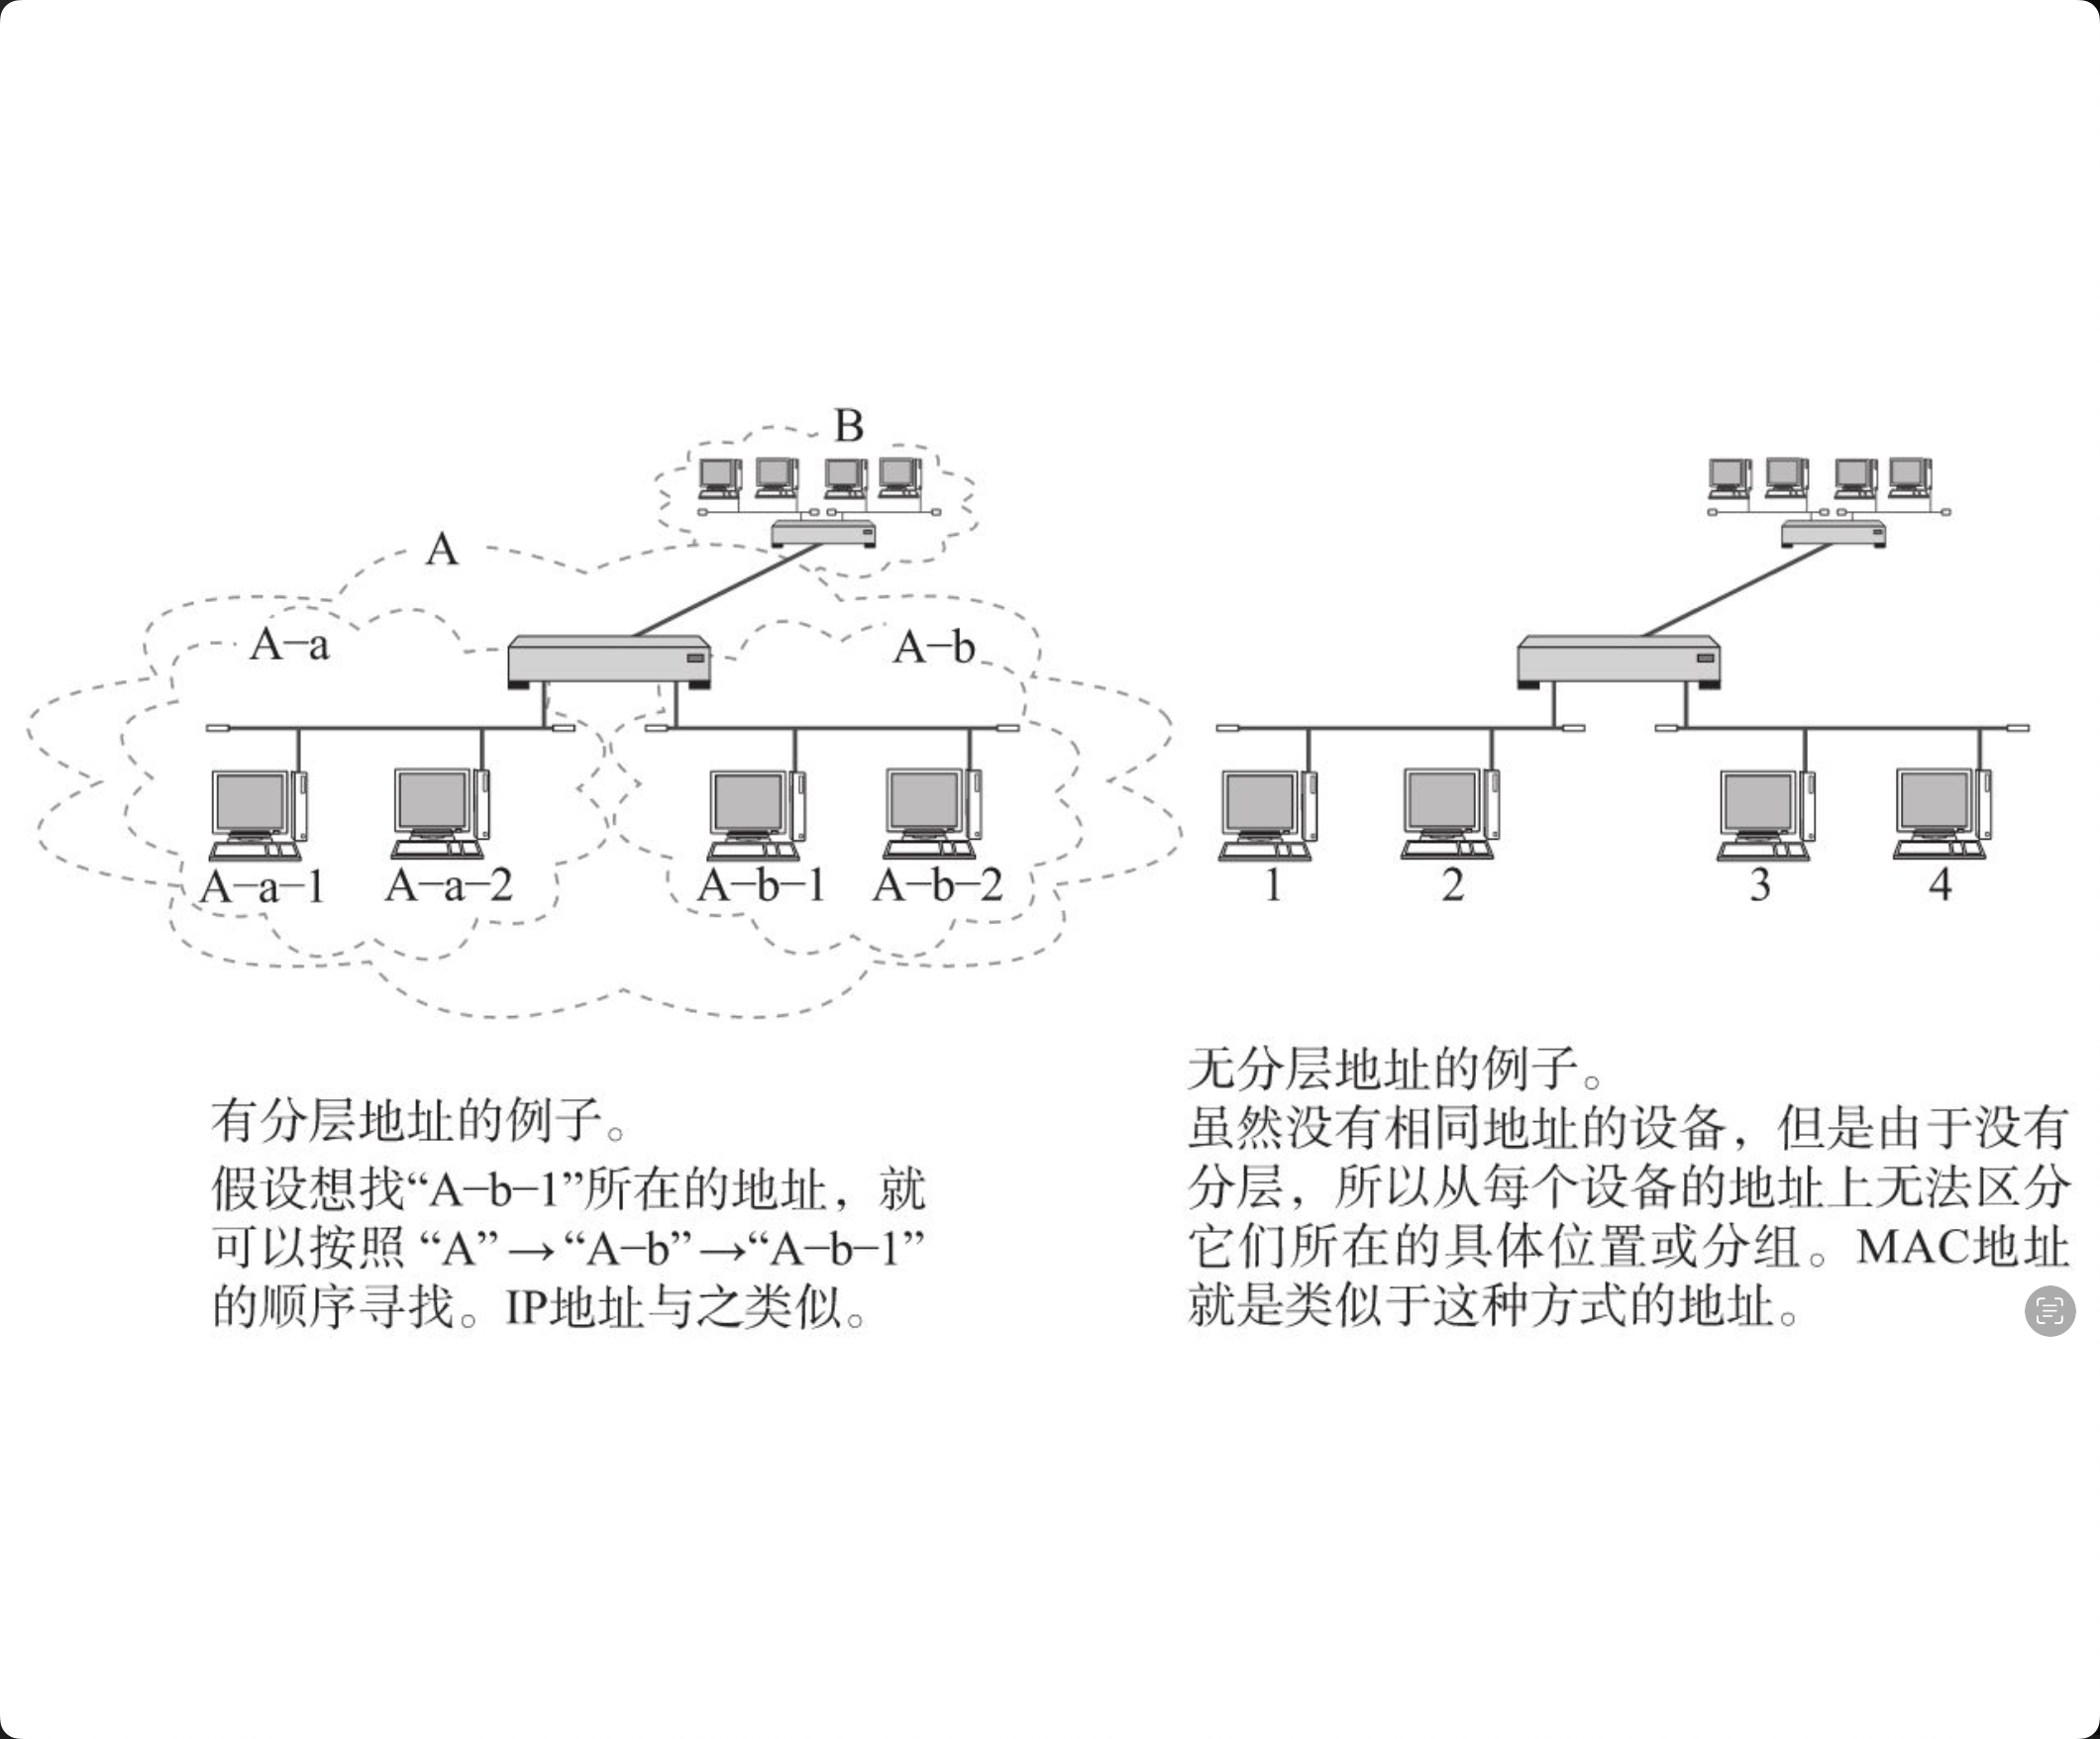 B
A
A-a
A-b
A-a-1
A-a-2
A-b-1
A-b-2
1
2
3
4
有分层地址的例子。
假设想找“A-b-1”所在的地址，就
可以按照 “A”→“A-b”→“A-b-1”
的顺序寻找。IP地址与之类似。
无分层地址的例子。
虽然没有相同地址的设备，但是由于没有
分层，所以从每个设备的地址上无法区分
它们所在的具体位置或分组。MAC地址
就是类似于这种方式的地址。